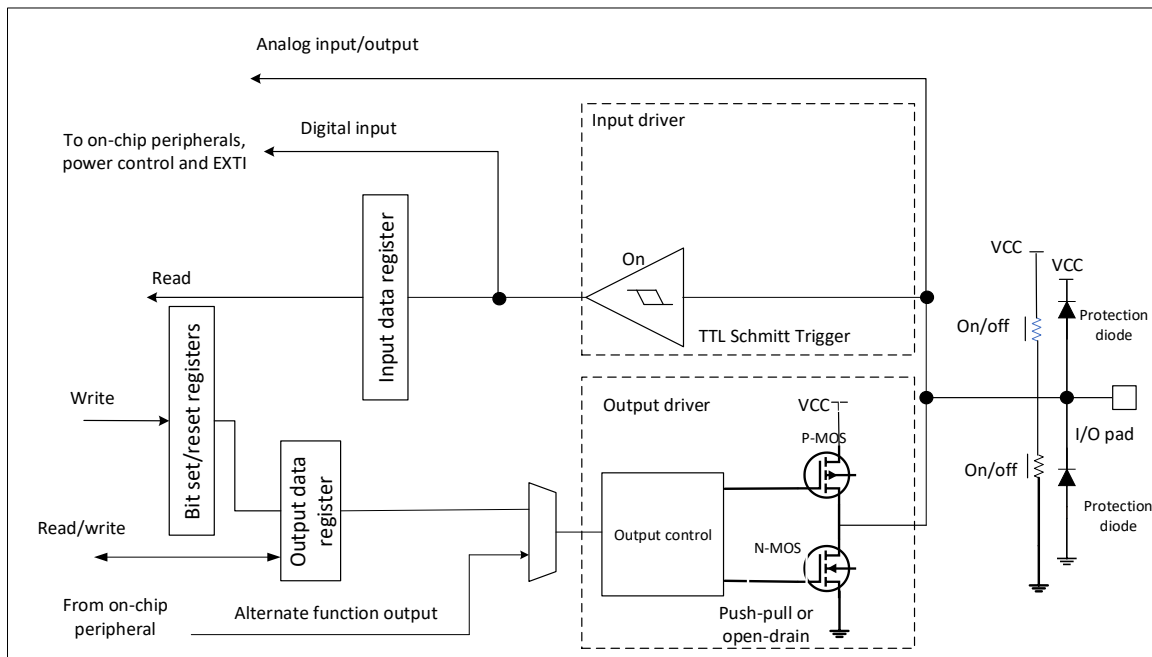 Analog input/output
Digital input
To on-chip peripherals,
power control and EXTI
Input driver
On
TTL Schmitt Trigger
Input data register
Read
Bit set/reset registers
Write
Output data
register
Read/write
From on-chip
peripheral
Alternate function output
Output driver
Output control
VCC
P-MOS
N-MOS
Push-pull or
open-drain
VCC
VCC
On/off
Protection
diode
I/O pad
On/off
Protection
diode